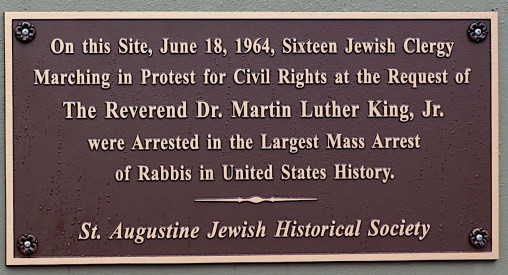 On this Site, June 18, 1964, Sixteen Jewish Clergy
Marching in Protest for Civil Rights at the Request of
The Reverend Dr. Martin Luther King, Jr.
were Arrested in the Largest Mass Arrest
of Rabbis in United States History.
St. Augustine Jewish Historical Society